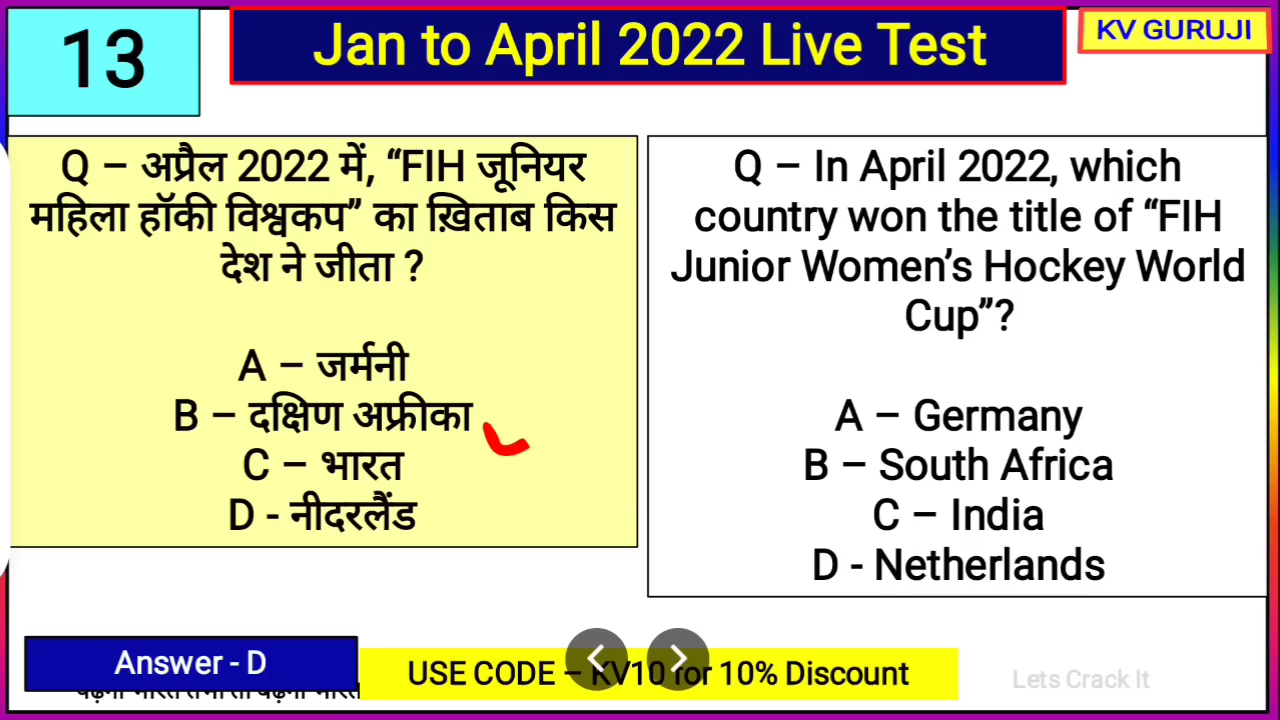 13
Jan to April 2022 Live Test
KV GURUJI
Q – अप्रैल 2022 में, “FIH जूनियर
महिला हॉकी विश्वकप” का ख़िताब किस
देश ने जीता ?
A – जर्मनी
B – दक्षिण अफ्रीका
C – भारत
D - नीदरलैंड
Q – In April 2022, which
country won the title of “FIH
Junior Women’s Hockey World
Cup”?
A – Germany
B – South Africa
C – India
D - Netherlands
Answer - D
USE CODE – KV10 for 10% Discount
Lets Crack It